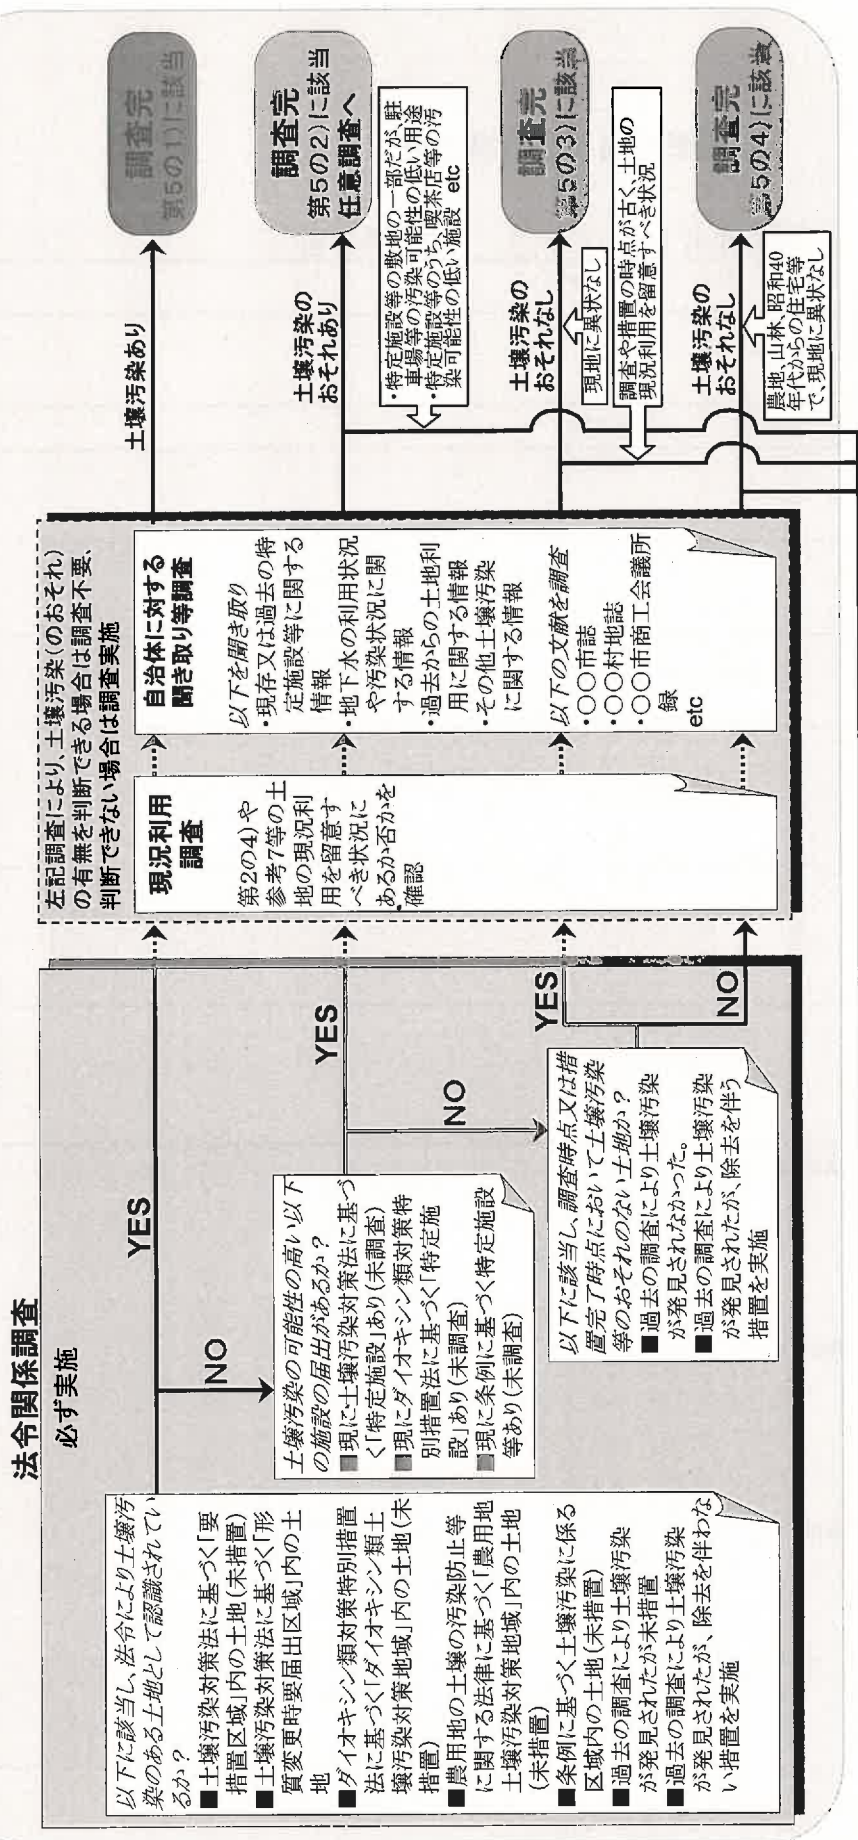 法令関係調査
必ず実施
以下に該当し、法令により土壌汚
染のある土地として認識されてい
るか？
■土壌汚染対策法に基づく「要
措置区域」内の土地(未措置)
■土壌汚染対策法に基づく「形
質変更時要届出区域」内の土
地
■ダイオキシン類対策特別措置
法に基づく「ダイオキシン類土
壌汚染対策地域」内の土地(未
措置)
■農用地の土壌の汚染防止等
に関する法律に基づく「農用地
土壌汚染対策地域」内の土地
(未措置)
■条例に基づく土壌汚染に係る
区域内の土地(未措置)
■過去の調査により土壌汚染
が発見されたが未措置
■過去の調査により土壌汚染
が発見されたが、除去を伴わな
い措置を実施
YES
NO
土壌汚染の可能性の高い以下
の施設の届出があるか？
■現に土壌汚染対策法に基づ
く「特定施設」あり(未調査)
■現にダイオキシン類対策特
別措置法に基づく「特定施
設」あり(未調査)
■現に条例に基づく特定施設
等あり(未調査)
YES
NO
以下に該当し、調査時点又は措
置完了時点において土壌汚染
等のおそれのない土地か？
■過去の調査により土壌汚染
が発見されなかった。
■過去の調査により土壌汚染
が発見されたが、除去を伴う
措置を実施
YES
NO
左記調査により、土壌汚染(のおそれ)
の有無を判断できる場合は調査不要、
判断できない場合は調査実施
現況利用
調査
第2の4)や
参考7等の土
地の現況利
用を留意す
べき状況に
あるか否かを
確認
自治体に対する
聞き取り等調査
以下を聞き取り
・現存又は過去の特
定施設等に関する
情報
・地下水の利用状況
や汚染状況に関
する情報
・過去からの土地利
用に関する情報
・その他土壌汚染
に関する情報
以下の文献を調査
・○○市誌
・○○村地誌
・○○市商工会議所
録
etc
土壌汚染あり
調査完
第5の1)に該当
土壌汚染の
おそれあり
調査完
第5の2)に該当
任意調査へ
・特定施設等の敷地の一部だが、駐
車場等の汚染可能性の低い用途
・特定施設等のうち、喫茶店等の汚
染可能性の低い施設 etc
土壌汚染の
おそれなし
調査完
第5の3)に該当
現地に異状なし
調査や措置の時点が古く、土地の
現況利用を留意すべき状況
土壌汚染の
おそれなし
調査完
第5の4)に該当
農地、山林、昭和40
年代からの住宅等
で、現地に異状なし